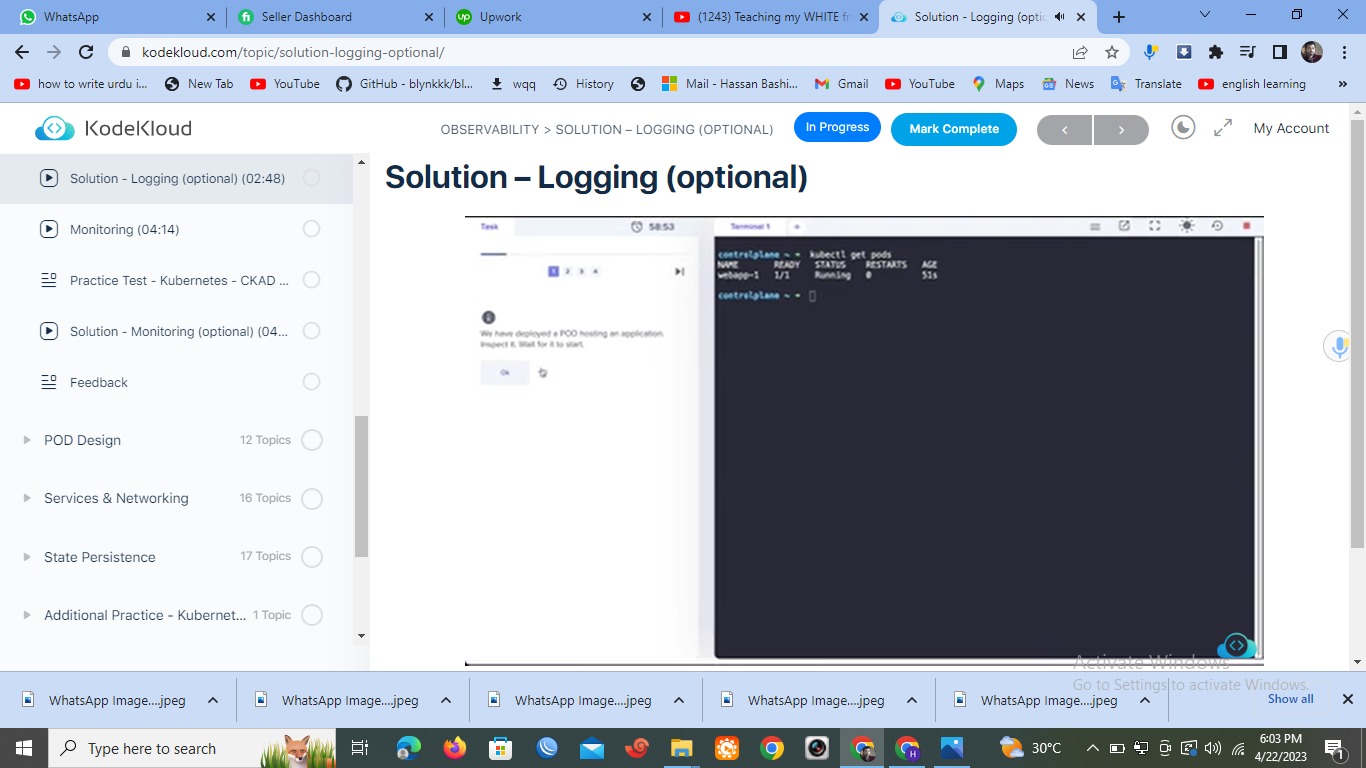 WhatsApp
Seller Dashboard
Upwork
(1243) Teaching my WHITE fr
Solution - Logging (optic
kodekloud.com/topic/solution-logging-optional/
how to write urdu i...
New Tab
YouTube
GitHub - blynkkk/bl...
wqq
History
Mail - Hassan Bashi...
Gmail
YouTube
Maps
News
Translate
english learning
KodeKloud
OBSERVABILITY > SOLUTION – LOGGING (OPTIONAL)
In Progress
Mark Complete
My Account
Solution - Logging (optional) (02:48)
Monitoring (04:14)
Practice Test - Kubernetes - CKAD ...
Solution - Monitoring (optional) (04...
Feedback
POD Design
12 Topics
Services & Networking
16 Topics
State Persistence
17 Topics
Additional Practice - Kubernet...
1 Topic
Solution – Logging (optional)
Task
58:53
1 2 3 4
We have deployed a POD hosting an application.
Inspect it. Wait for it to start.
Ok
Terminal 1 +
controlplane ~ ➜ kubectl get pods
NAME READY STATUS RESTARTS AGE
webapp-1 1/1 Running 0 51s
controlplane ~ ➜
Activate Windows
Go to Settings to activate Windows.
WhatsApp Image....jpeg
WhatsApp Image....jpeg
WhatsApp Image....jpeg
WhatsApp Image....jpeg
WhatsApp Image....jpeg
Show all
Type here to search
30°C
6:03 PM
4/22/2023
1